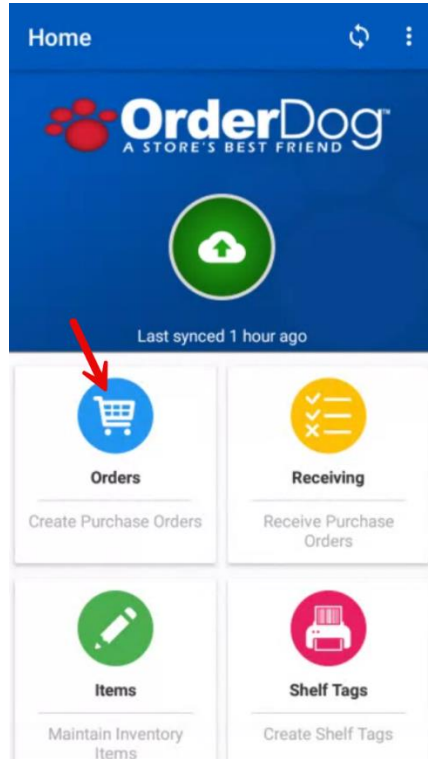 Home
OrderDog™
A STORE'S BEST FRIEND
Last synced 1 hour ago
Orders
Create Purchase Orders
Receiving
Receive Purchase
Orders
Items
Maintain Inventory
Items
Shelf Tags
Create Shelf Tags